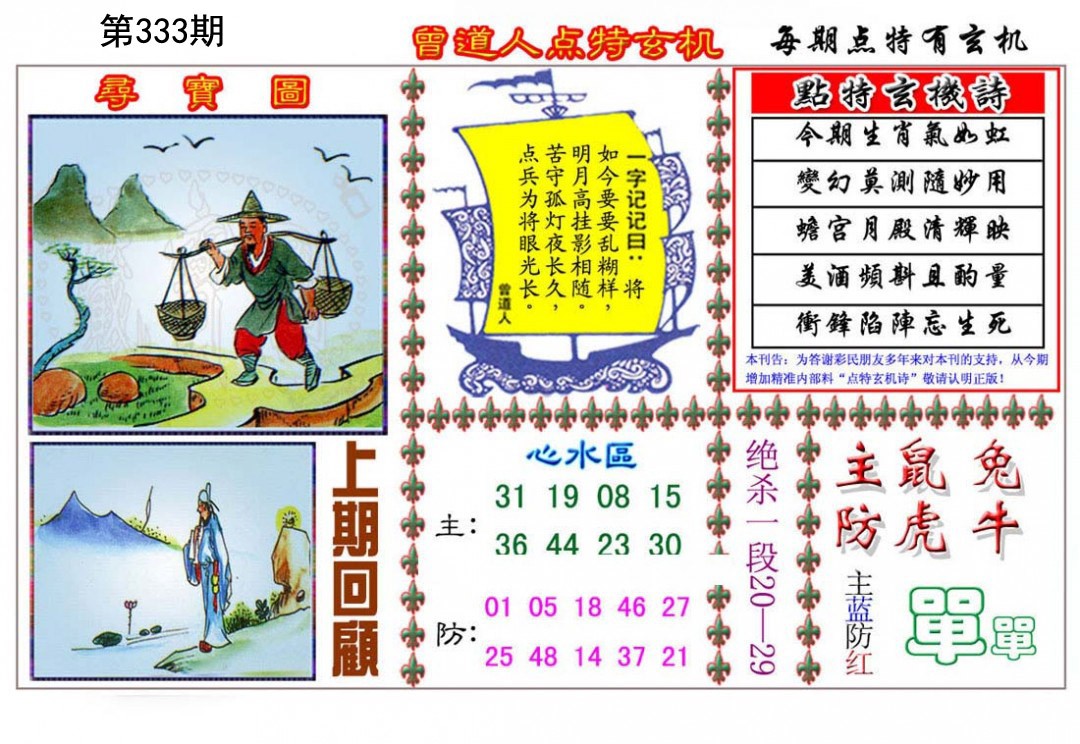 第333期
曾道人点特玄机
每期点特有玄机
尋寶圖
一字记记曰：将
如今要要乱糊样，
明月高挂影相随。
苦守孤灯夜长久，
点兵为将眼光长。
曾道人
點特玄機詩
今期生肖氣如虹
變幻莫測隨妙用
蟾宫月殿清輝映
美酒頻斟且酌量
衝鋒陷陣忘生死
本刊告：为答谢彩民朋友多年来对本刊的支持，从今期
增加精准内部料“点特玄机诗”敬请认明正版！
上期回顧
心水區
主：
31 19 08 15
36 44 23 30
防：
01 05 18 46 27
25 48 14 37 21
绝杀一段20—29
主鼠兔
防虎牛
主蓝防红
單單